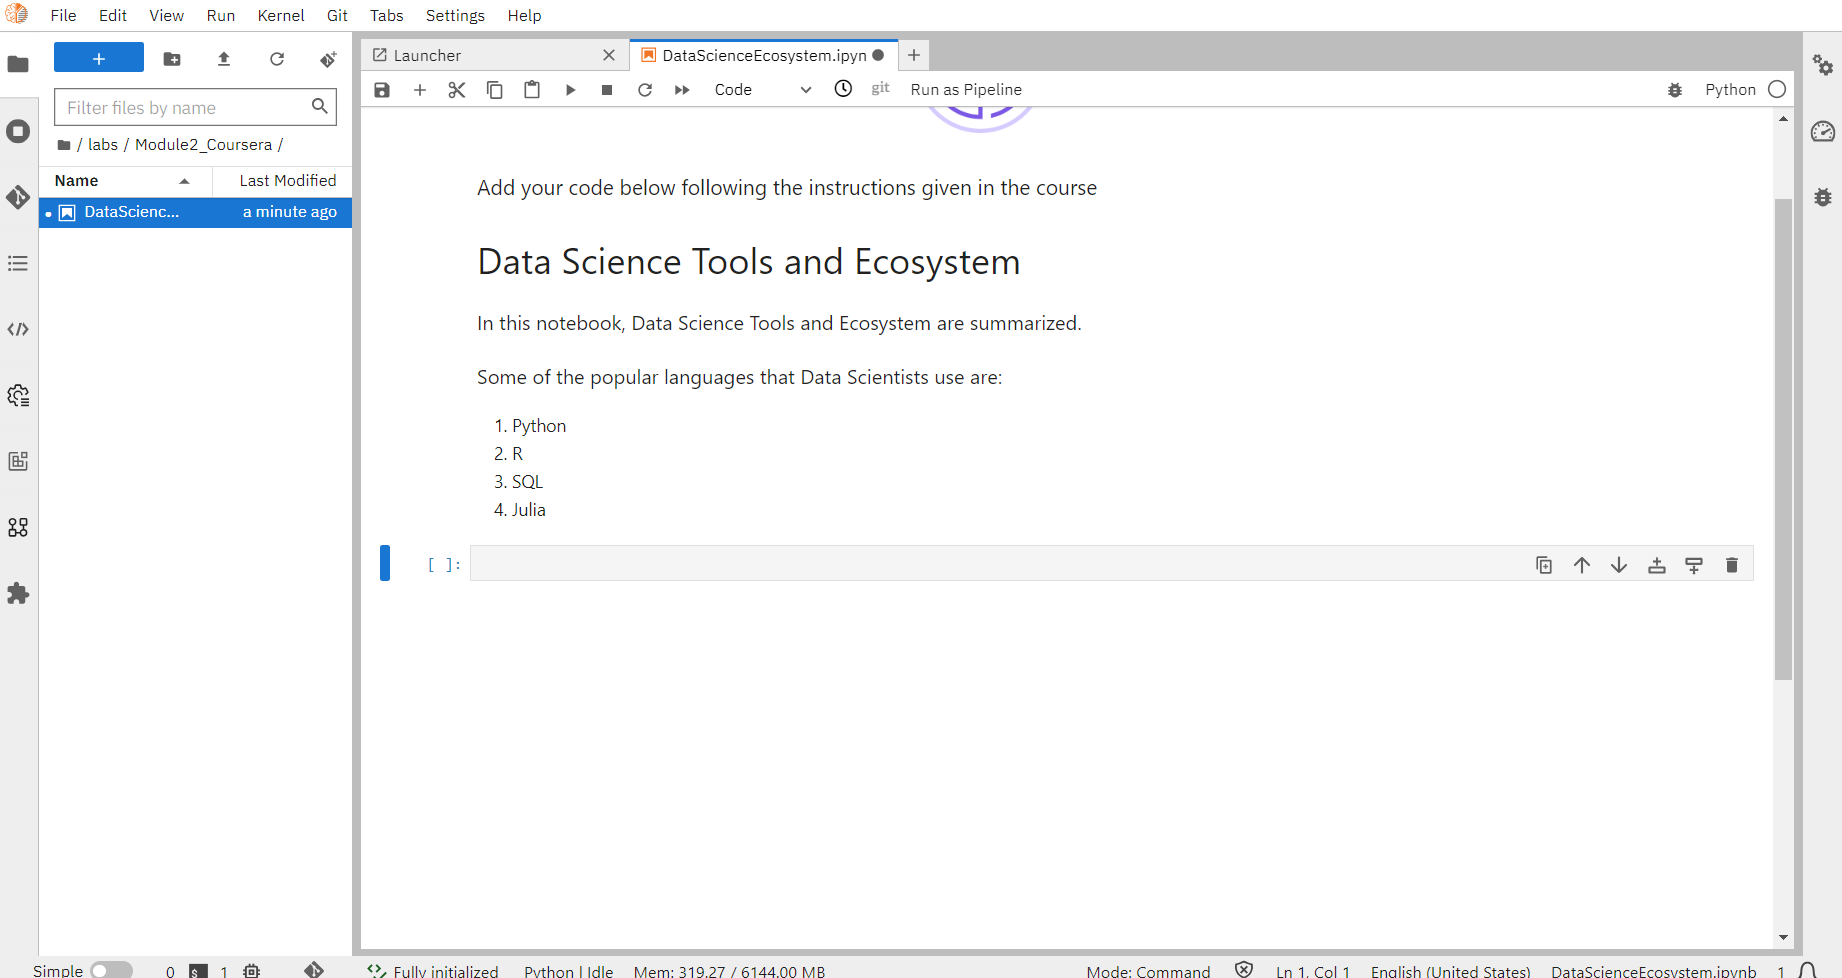 File Edit View Run Kernel Git Tabs Settings Help
+
Filter files by name
/ labs / Module2_Coursera /
Name Last Modified
DataScienc... a minute ago
Launcher
DataScienceEcosystem.ipyn
Code git Run as Pipeline Python
Add your code below following the instructions given in the course
Data Science Tools and Ecosystem
In this notebook, Data Science Tools and Ecosystem are summarized.
Some of the popular languages that Data Scientists use are:
1. Python
2. R
3. SQL
4. Julia
[ ]:
Simple 0 $ 1 Fully initialized Python | Idle Mem: 319.27 / 6144.00 MB Mode: Command Ln 1, Col 1 English (United States) DataScienceEcosystem.ipynb 1